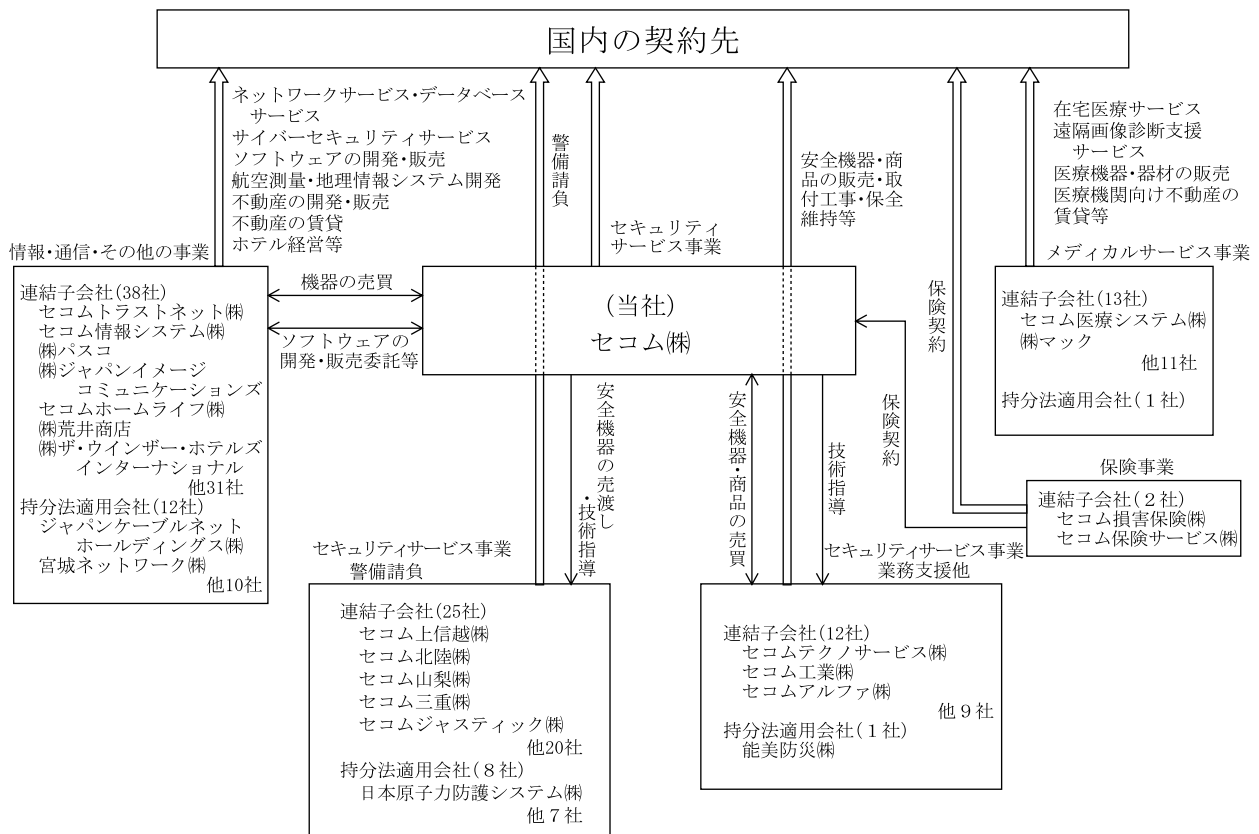 国内の契約先
ネットワークサービス・データベース
サービス
サイバーセキュリティサービス
ソフトウェアの開発・販売
航空測量・地理情報システム開発
不動産の開発・販売
不動産の賃貸
ホテル経営等
警備請負
セキュリティ
サービス事業
安全機器・商
品の販売・取
付工事・保全
維持等
保険契約
在宅医療サービス
遠隔画像診断支援
サービス
医療機器・器材の販売
医療機関向け不動産の
賃貸等
情報・通信・その他の事業
連結子会社(38社)
セコムトラストネット㈱
セコム情報システム㈱
㈱パスコ
㈱ジャパンイメージ
コミュニケーションズ
セコムホームライフ㈱
㈱荒井商店
㈱ザ・ウインザー・ホテルズ
インターナショナル
他31社
持分法適用会社(12社)
ジャパンケーブルネット
ホールディングス㈱
宮城ネットワーク㈱
他10社
機器の売買
ソフトウェアの
開発・販売委託等
(当社)
セコム㈱
メディカルサービス事業
連結子会社(13社)
セコム医療システム㈱
㈱マック
他11社
持分法適用会社(１社)
安全機器の売渡し
・技術指導
安全機器・商品の売買
技術指導
保険契約
保険事業
連結子会社(２社)
セコム損害保険㈱
セコム保険サービス㈱
セキュリティサービス事業
警備請負
連結子会社(25社)
セコム上信越㈱
セコム北陸㈱
セコム山梨㈱
セコム三重㈱
セコムジャスティック㈱
他20社
持分法適用会社(８社)
日本原子力防護システム㈱
他７社
セキュリティサービス事業
業務支援他
連結子会社(12社)
セコムテクノサービス㈱
セコム工業㈱
セコムアルファ㈱
他９社
持分法適用会社(１社)
能美防災㈱